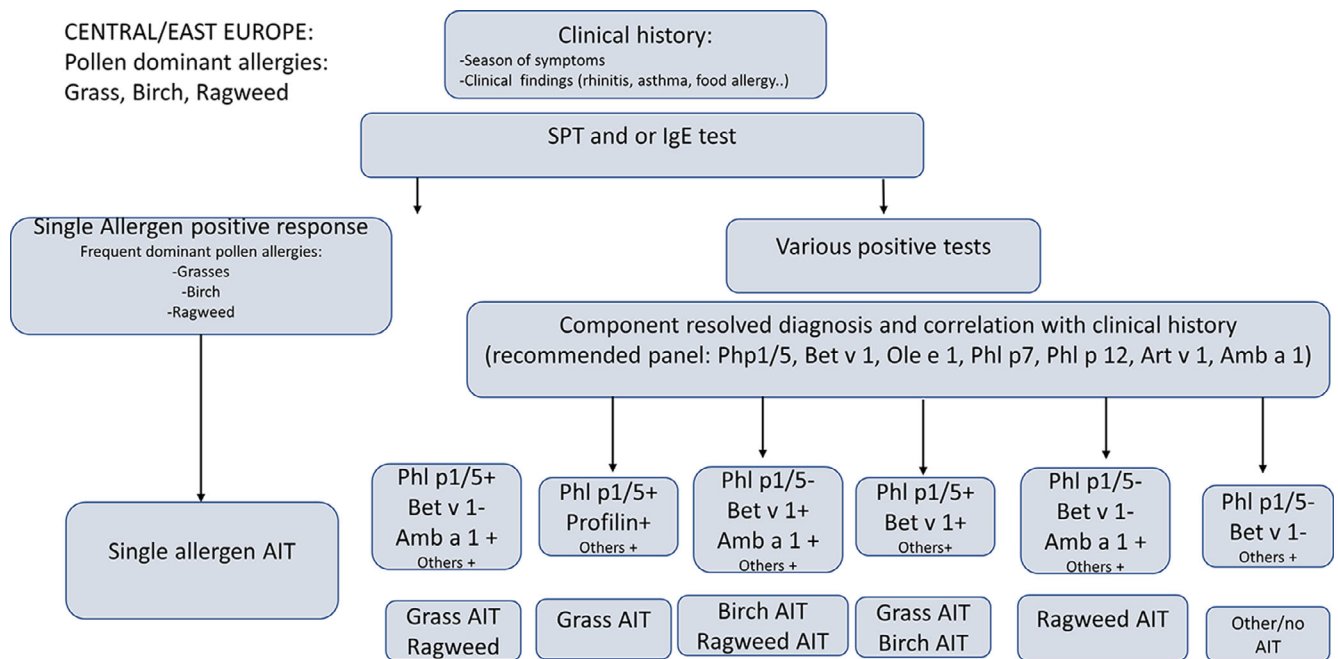 CENTRAL/EAST EUROPE:
Pollen dominant allergies:
Grass, Birch, Ragweed
Clinical history:
-Season of symptoms
-Clinical findings (rhinitis, asthma, food allergy..)
SPT and or IgE test
Single Allergen positive response
Frequent dominant pollen allergies:
-Grasses
-Birch
-Ragweed
Various positive tests
Component resolved diagnosis and correlation with clinical history
(recommended panel: Php1/5, Bet v 1, Ole e 1, Phl p7, Phl p 12, Art v 1, Amb a 1)
Single allergen AIT
Phl p1/5+
Bet v 1-
Amb a 1 +
Others +
Phl p1/5+
Profilin+
Others +
Phl p1/5-
Bet v 1+
Amb a 1 +
Others +
Phl p1/5+
Bet v 1+
Others+
Phl p1/5-
Bet v 1-
Amb a 1 +
Others +
Phl p1/5-
Bet v 1-
Others +
Grass AIT
Ragweed
Grass AIT
Birch AIT
Ragweed AIT
Grass AIT
Birch AIT
Ragweed AIT
Other/no
AIT